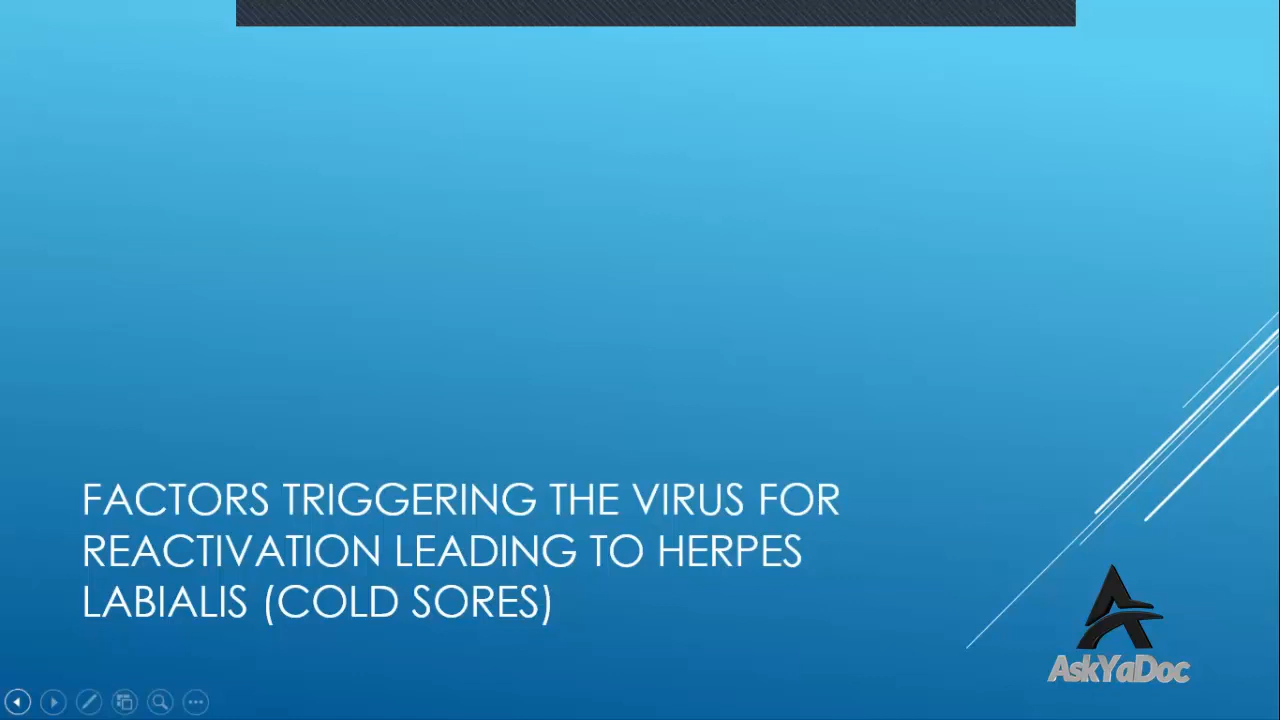 FACTORS TRIGGERING THE VIRUS FOR
REACTIVATION LEADING TO HERPES
LABIALIS (COLD SORES)
AskYaDoc